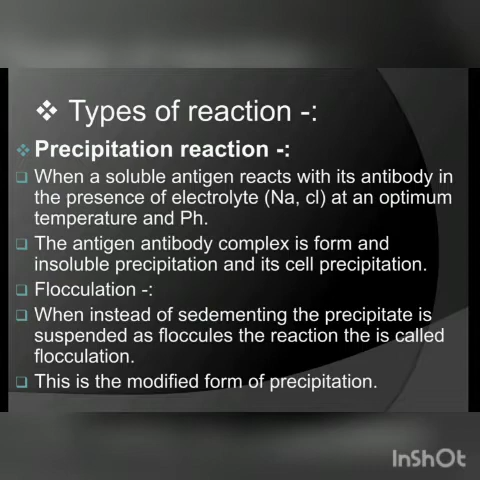 ❖ Types of reaction -:
❖ Precipitation reaction -:
❑ When a soluble antigen reacts with its antibody in
the presence of electrolyte (Na, cl) at an optimum
temperature and Ph.
❑ The antigen antibody complex is form and
insoluble precipitation and its cell precipitation.
❑ Flocculation -:
❑ When instead of sedementing the precipitate is
suspended as floccules the reaction the is called
flocculation.
❑ This is the modified form of precipitation.
InShOt